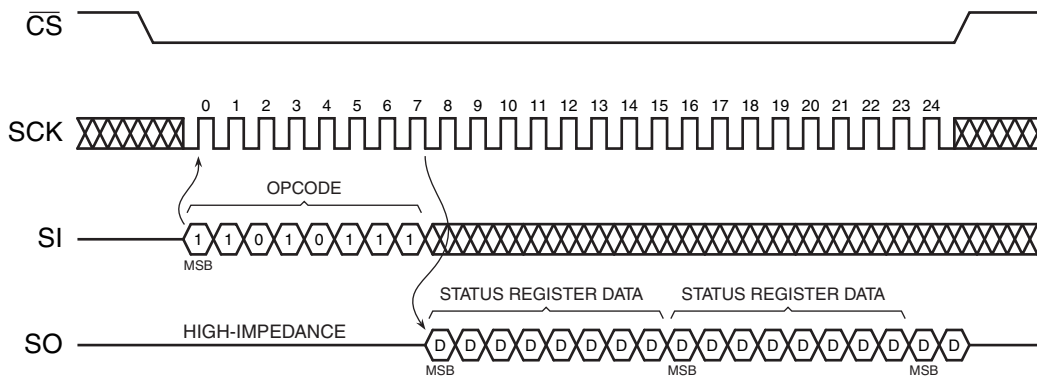 CS
0 1 2 3 4 5 6 7 8 9 10 11 12 13 14 15 16 17 18 19 20 21 22 23 24
SCK
OPCODE
SI 1 1 0 1 0 1 1 1
MSB
STATUS REGISTER DATA STATUS REGISTER DATA
HIGH-IMPEDANCE
SO D D D D D D D D D D D D D D D D D D
MSB MSB MSB